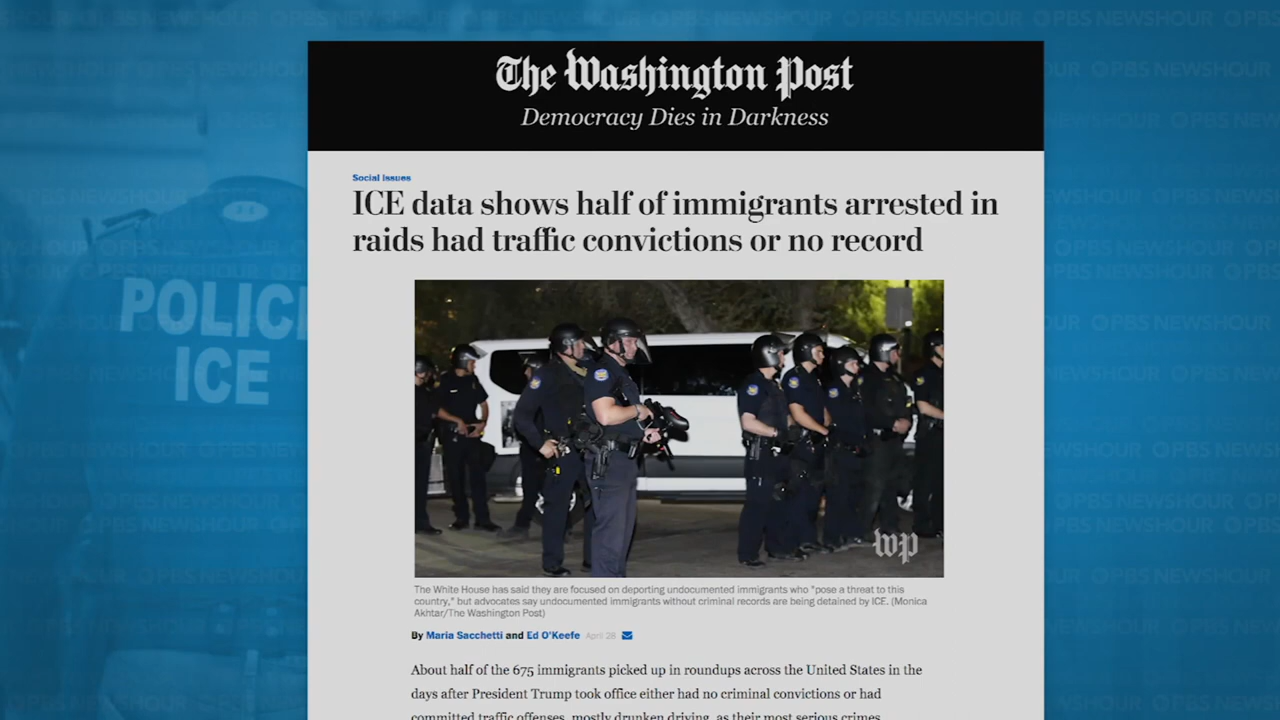 The Washington Post
Democracy Dies in Darkness
Social Issues
ICE data shows half of immigrants arrested in
raids had traffic convictions or no record
POLICE
ICE
wp
The White House has said they are focused on deporting undocumented immigrants who "pose a threat to this
country," but advocates say undocumented immigrants without criminal records are being detained by ICE. (Monica
Akhtar/The Washington Post)
By Maria Sacchetti and Ed O'Keefe April 28
About half of the 675 immigrants picked up in roundups across the United States in the
days after President Trump took office either had no criminal convictions or had
committed traffic offenses, mostly drunken driving, as their most serious crimes
PBS NEWSHOUR